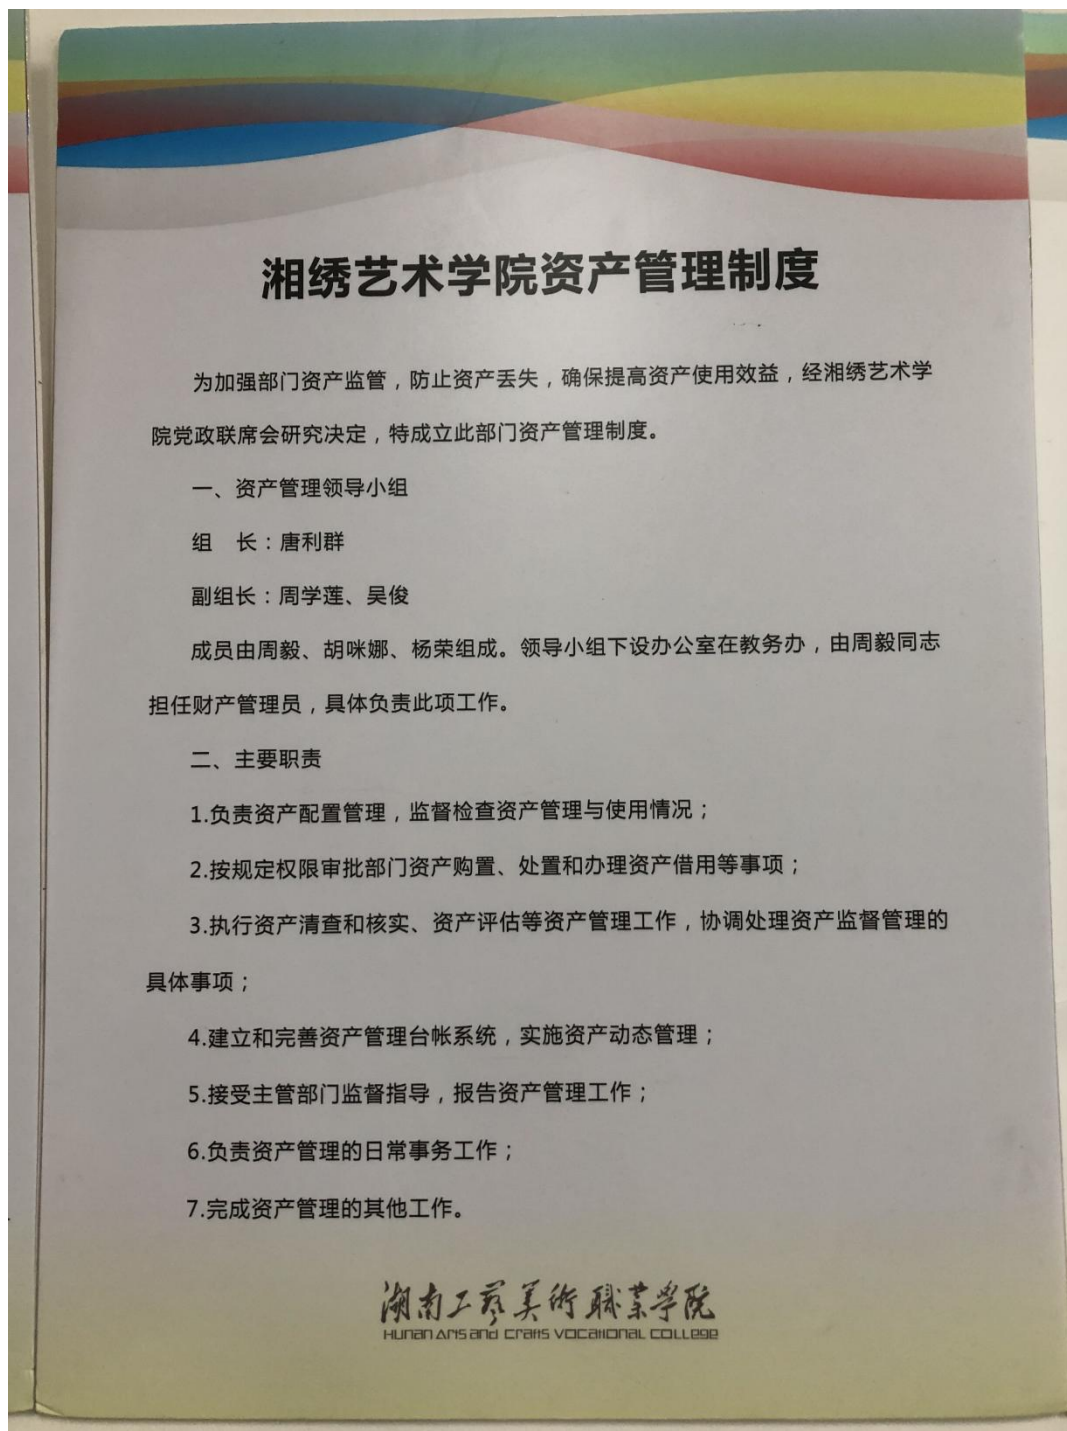 湘绣艺术学院资产管理制度
为加强部门资产监管，防止资产丢失，确保提高资产使用效益，经湘绣艺术学
院党政联席会研究决定，特成立此部门资产管理制度。
一、资产管理领导小组
组　长：唐利群
副组长：周学莲、吴俊
成员由周毅、胡咪娜、杨荣组成。领导小组下设办公室在教务办，由周毅同志
担任财产管理员，具体负责此项工作。
二、主要职责
1.负责资产配置管理，监督检查资产管理与使用情况；
2.按规定权限审批部门资产购置、处置和办理资产借用等事项；
3.执行资产清查和核实、资产评估等资产管理工作，协调处理资产监督管理的
具体事项；
4.建立和完善资产管理台帐系统，实施资产动态管理；
5.接受主管部门监督指导，报告资产管理工作；
6.负责资产管理的日常事务工作；
7.完成资产管理的其他工作。
湖南工藝美術職業學院
Hunan Arts and Crafts Vocational College